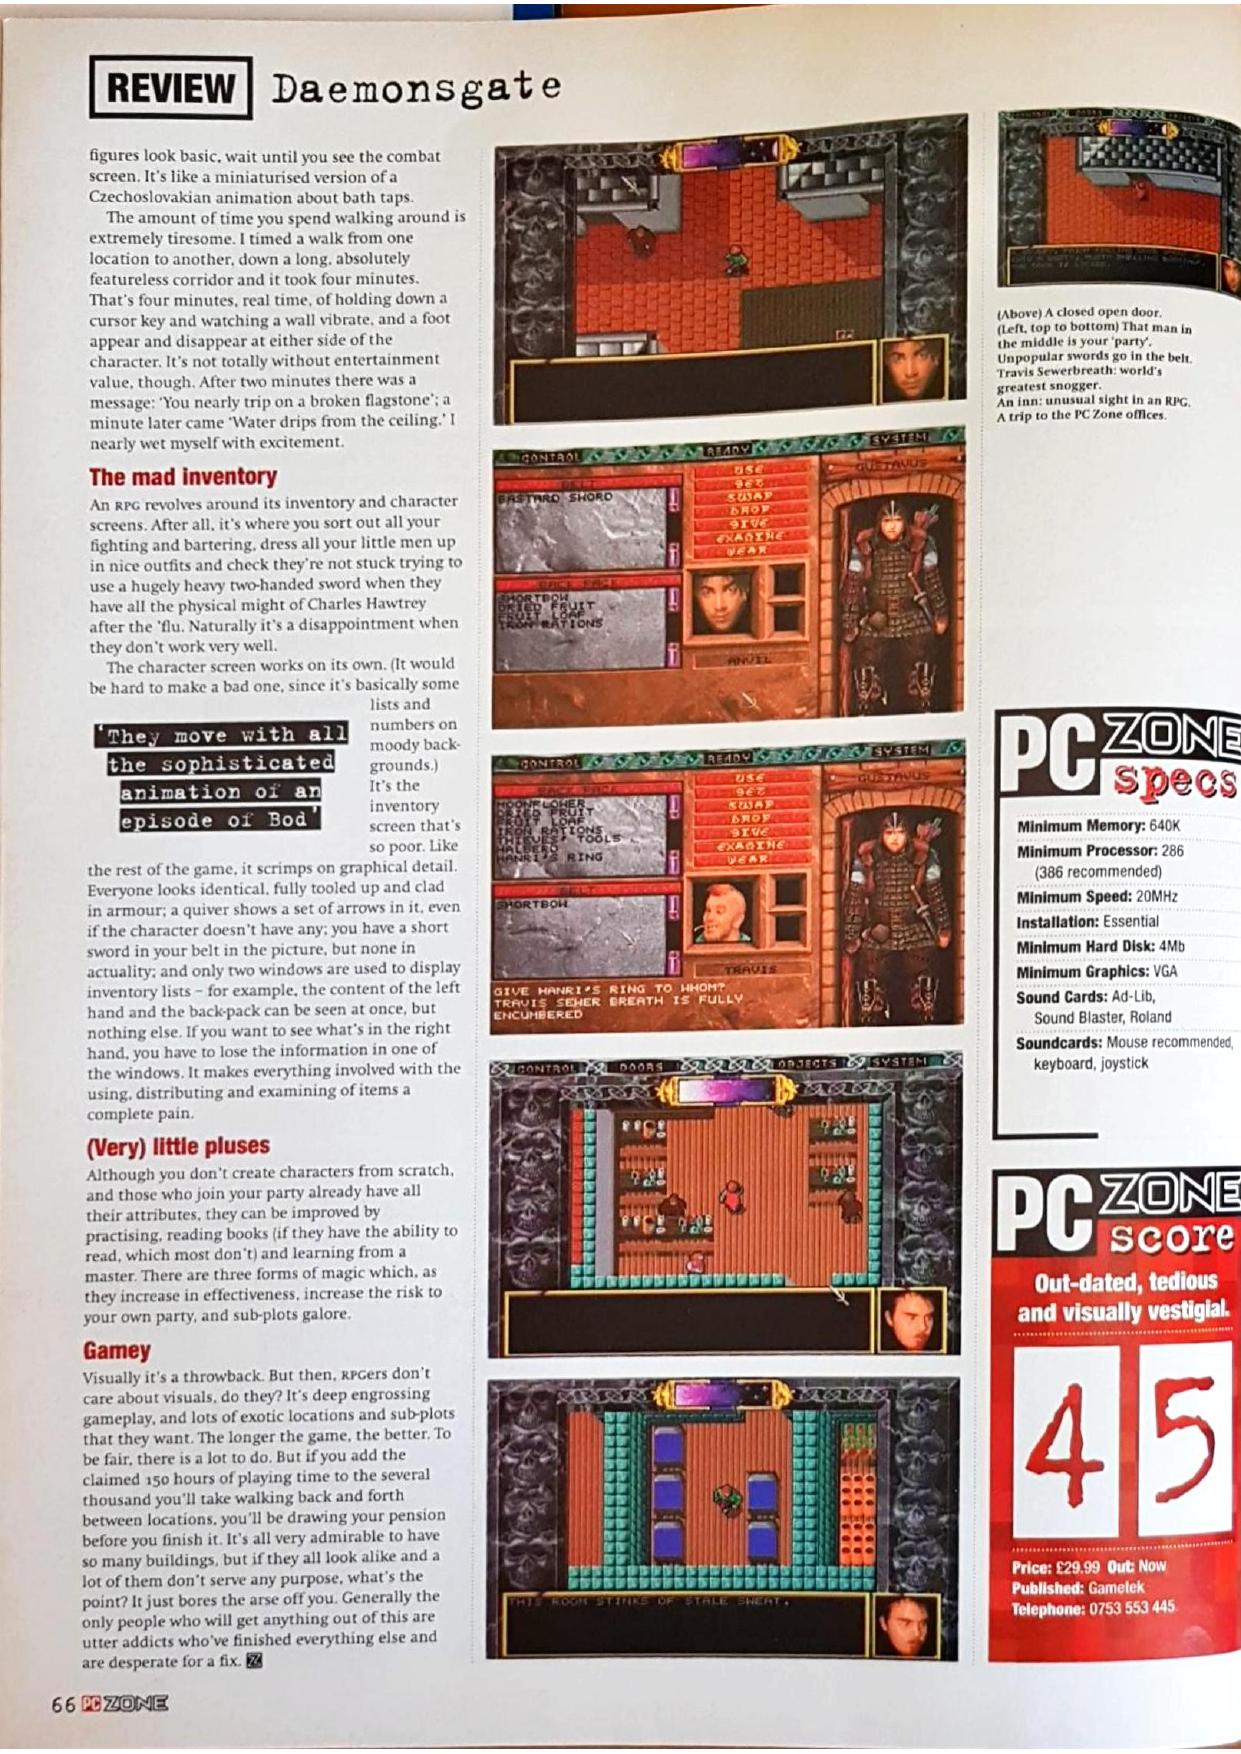 REVIEW Daemonsgate
figures look basic, wait until you see the combat
screen. It's like a miniaturised version of a
Czechoslovakian animation about bath taps.
The amount of time you spend walking around is
extremely tiresome. I timed a walk from one
location to another, down a long, absolutely
featureless corridor and it took four minutes.
That's four minutes, real time, of holding down a
cursor key and watching a wall vibrate, and a foot
appear and disappear at either side of the
character. It's not totally without entertainment
value, though. After two minutes there was a
message: 'You nearly trip on a broken flagstone'; a
minute later came 'Water drips from the ceiling.' I
nearly wet myself with excitement.
The mad inventory
An RPG revolves around its inventory and character
screens. After all, it's where you sort out all your
fighting and bartering, dress all your little men up
in nice outfits and check they're not stuck trying to
use a hugely heavy two-handed sword when they
have all the physical might of Charles Hawtrey
after the 'flu. Naturally it's a disappointment when
they don't work very well.
The character screen works on its own. (It would
be hard to make a bad one, since it's basically some
lists and
numbers on
moody back-
grounds.)
It's the
inventory
screen that's
so poor. Like
'They move with all
the sophisticated
animation of an
episode of Bod'
the rest of the game, it scrimps on graphical detail.
Everyone looks identical, fully tooled up and clad
in armour; a quiver shows a set of arrows in it, even
if the character doesn't have any; you have a short
sword in your belt in the picture, but none in
actuality; and only two windows are used to display
inventory lists – for example, the content of the left
hand and the back-pack can be seen at once, but
nothing else. If you want to see what's in the right
hand, you have to lose the information in one of
the windows. It makes everything involved with the
using, distributing and examining of items a
complete pain.
(Very) little pluses
Although you don't create characters from scratch,
and those who join your party already have all
their attributes, they can be improved by
practising, reading books (if they have the ability to
read, which most don't) and learning from a
master. There are three forms of magic which, as
they increase in effectiveness, increase the risk to
your own party, and sub-plots galore.
Gamey
Visually it's a throwback. But then, RPGers don't
care about visuals, do they? It's deep engrossing
gameplay, and lots of exotic locations and sub-plots
that they want. The longer the game, the better. To
be fair, there is a lot to do. But if you add the
claimed 150 hours of playing time to the several
thousand you'll take walking back and forth
between locations, you'll be drawing your pension
before you finish it. It's all very admirable to have
so many buildings, but if they all look alike and a
lot of them don't serve any purpose, what's the
point? It just bores the arse off you. Generally the
only people who will get anything out of this are
utter addicts who've finished everything else and
are desperate for a fix.
CONTROL READY SYSTEM
BELT
BASTARD SWORD
BACK PACK
SHORTBOW
DRIED FRUIT
FRUIT LOAF
IRON RATIONS
USE
GET
SWAP
DROP
GIVE
EXAMINE
WEAR
GUSTAVUS
ANVIL
CONTROL READY SYSTEM
BACK PACK
MOONFLOWER
DRIED FRUIT
FRUIT LOAF
IRON RATIONS
THIEVES' TOOLS
HALBERD
HANRI'S RING
BELT
SHORTBOW
USE
GET
SWAP
DROP
GIVE
EXAMINE
WEAR
GUSTAVUS
TRAVIS
GIVE HANRI'S RING TO WHOM?
TRAVIS SEWER BREATH IS FULLY
ENCUMBERED
CONTROL DOORS OBJECTS SYSTEM
THIS ROOM STINKS OF STALE SWEAT.
(Above) A closed open door.
(Left, top to bottom) That man in
the middle is your 'party'.
Unpopular swords go in the belt.
Travis Sewerbreath: world's
greatest snogger.
An inn: unusual sight in an RPG.
A trip to the PC Zone offices.
PC ZONE
specs
Minimum Memory: 640K
Minimum Processor: 286
(386 recommended)
Minimum Speed: 20MHz
Installation: Essential
Minimum Hard Disk: 4Mb
Minimum Graphics: VGA
Sound Cards: Ad-Lib,
Sound Blaster, Roland
Soundcards: Mouse recommended,
keyboard, joystick
PC ZONE
score
Out-dated, tedious
and visually vestigial.
45
Price: £29.99 Out: Now
Published: Gametek
Telephone: 0753 553 445
66 PC ZONE